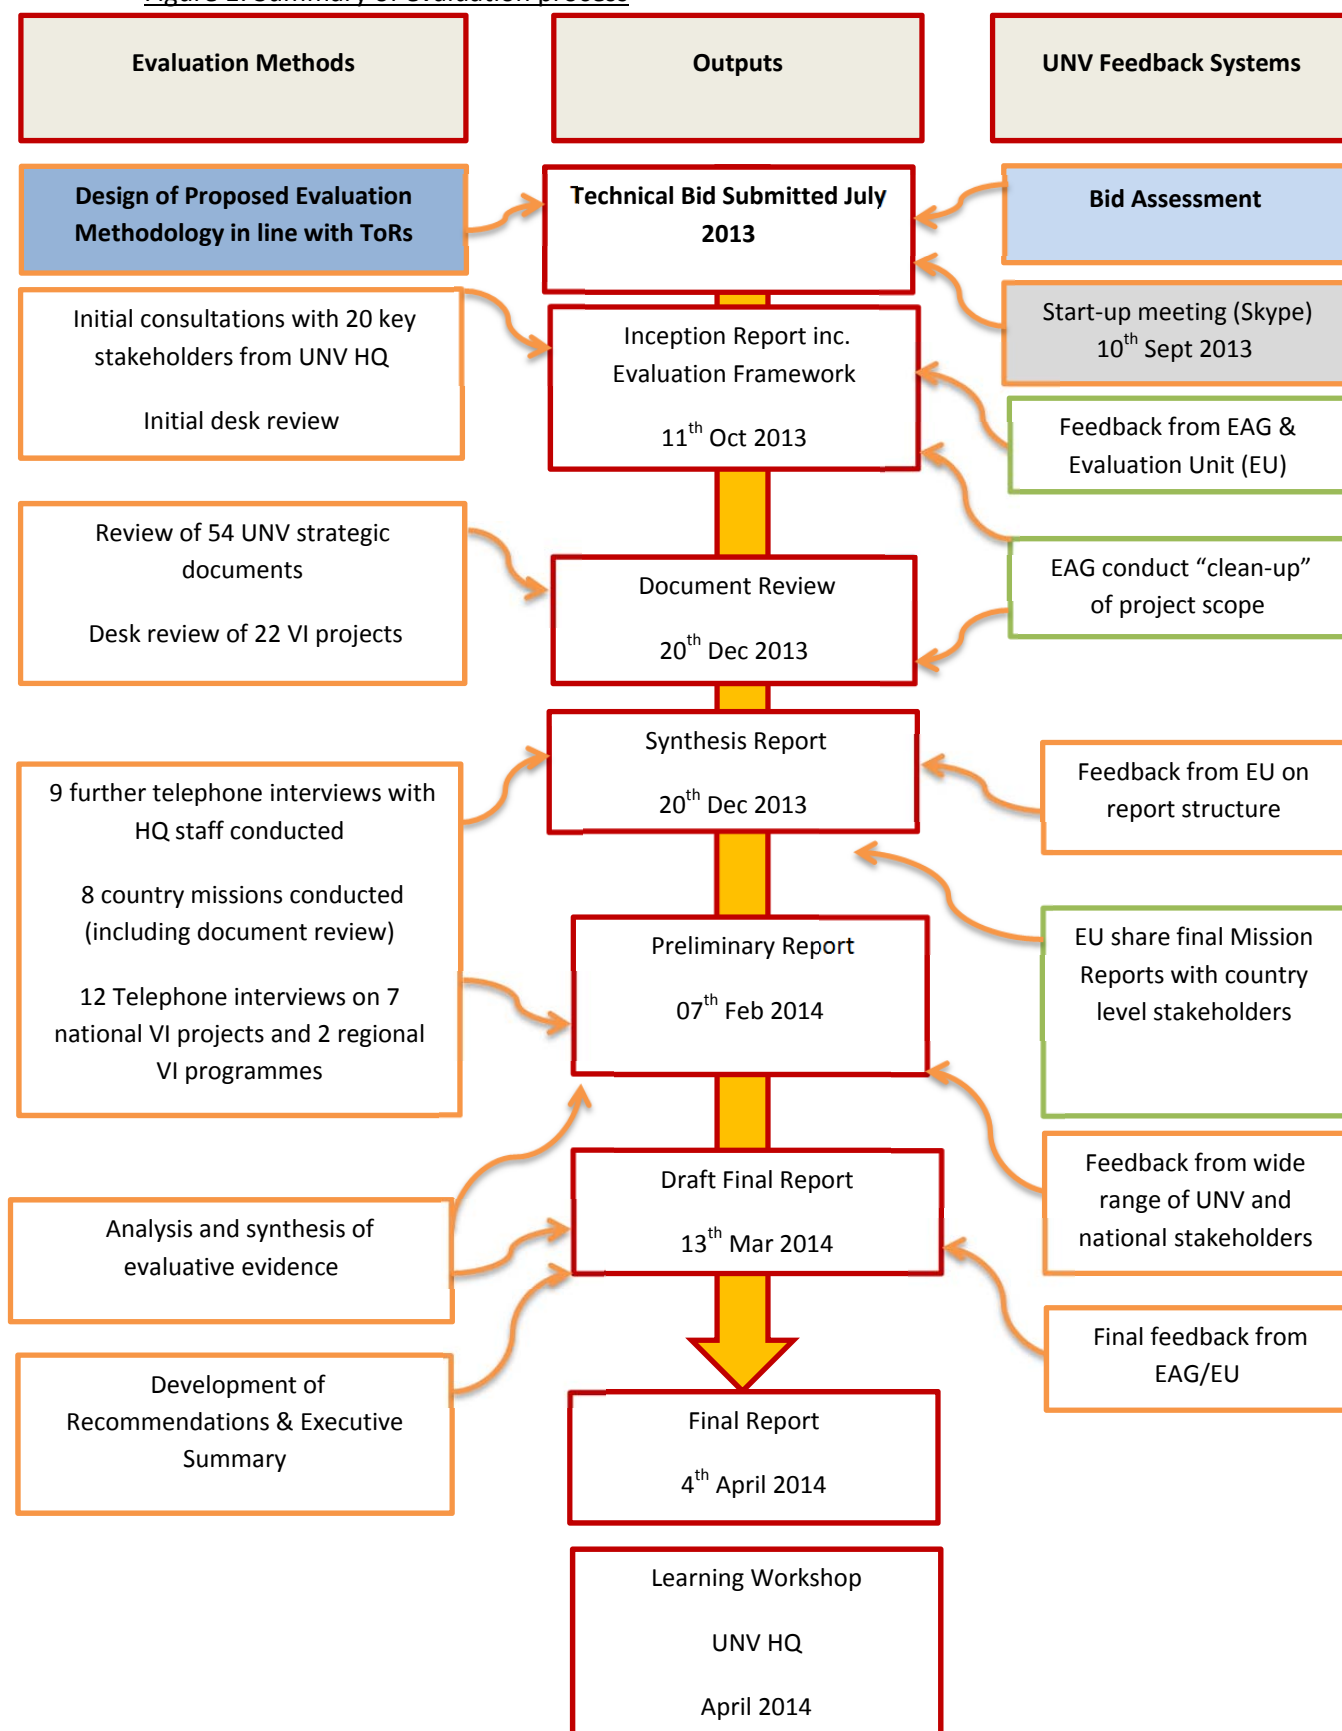 Figure 2: Summary of evaluation process
Evaluation Methods
Outputs
UNV Feedback Systems
Design of Proposed Evaluation
Methodology in line with ToRs
Technical Bid Submitted July
2013
Bid Assessment
Initial consultations with 20 key
stakeholders from UNV HQ
Initial desk review
Inception Report inc.
Evaluation Framework
11th Oct 2013
Start-up meeting (Skype)
10th Sept 2013
Feedback from EAG &
Evaluation Unit (EU)
Review of 54 UNV strategic
documents
Desk review of 22 VI projects
Document Review
20th Dec 2013
EAG conduct “clean-up”
of project scope
Synthesis Report
20th Dec 2013
Feedback from EU on
report structure
9 further telephone interviews with
HQ staff conducted
8 country missions conducted
(including document review)
12 Telephone interviews on 7
national VI projects and 2 regional
VI programmes
Preliminary Report
07th Feb 2014
EU share final Mission
Reports with country
level stakeholders
Analysis and synthesis of
evaluative evidence
Draft Final Report
13th Mar 2014
Feedback from wide
range of UNV and
national stakeholders
Development of
Recommendations & Executive
Summary
Final feedback from
EAG/EU
Final Report
4th April 2014
Learning Workshop
UNV HQ
April 2014